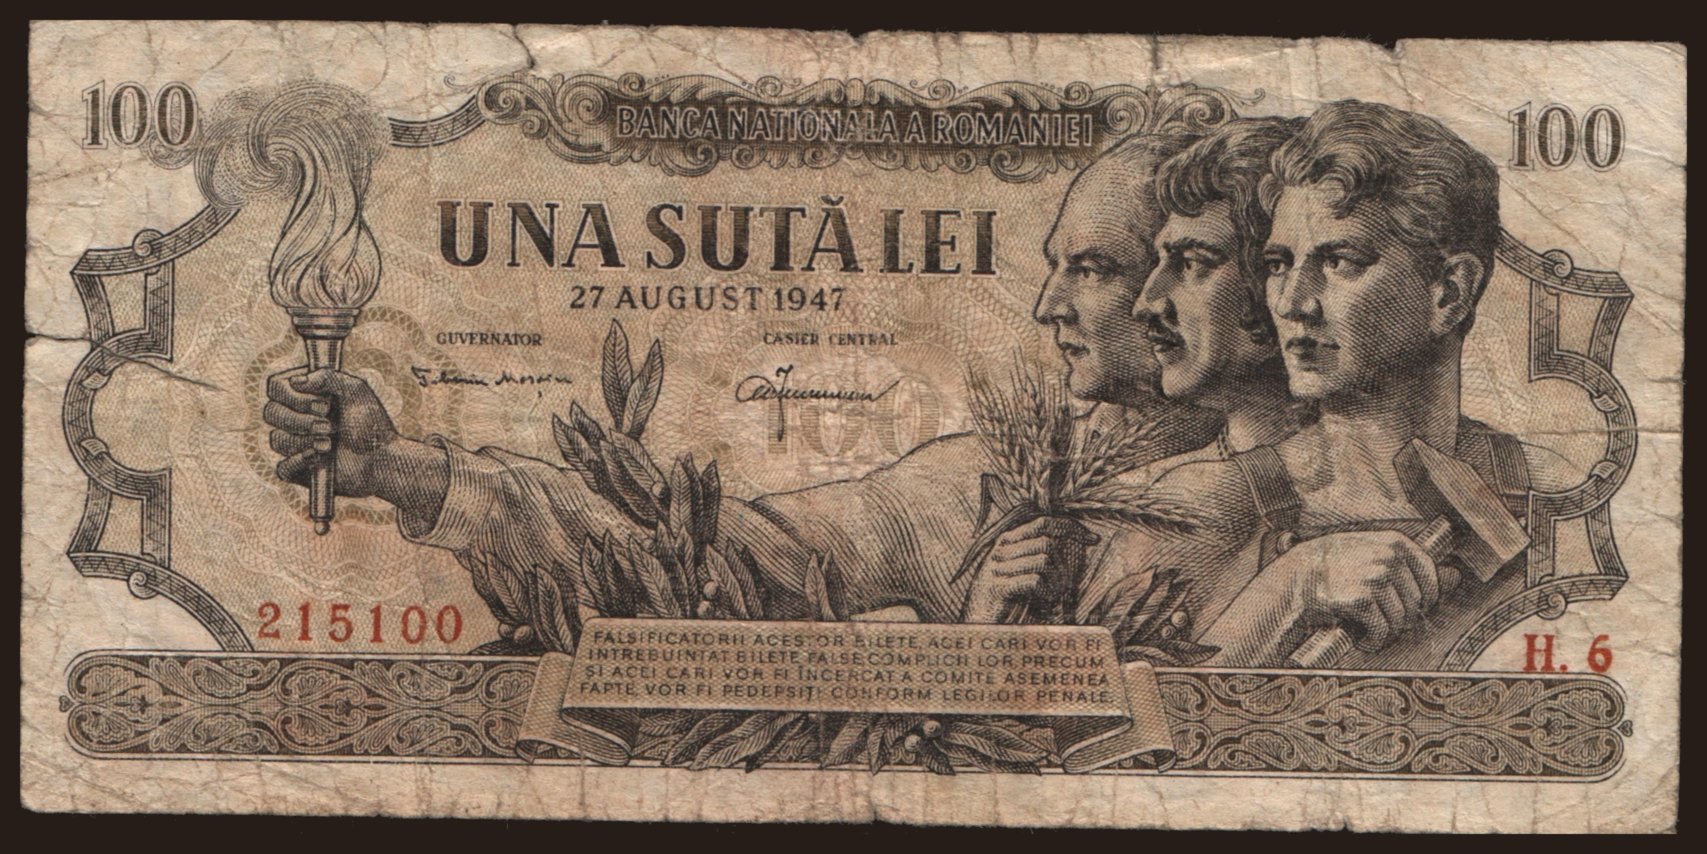 100
BANCA NATIONALA A ROMANIEI
100
UNA SUTĂ LEI
27 AUGUST 1947
GUVERNATOR
CASIER CENTRAL
100
215100
H. 6
FALSIFICATORII ACESTOR BILETE, ACEI CARI VOR FI
INTREBUINTAT BILETE FALSE COMPLICII LOR PRECUM
ȘI ACEI CARI VOR FI ÎNCERCAT A COMITE ASEMENEA
FAPTE, VOR FI PEDEPSIȚI CONFORM LEGILOR PENALE.